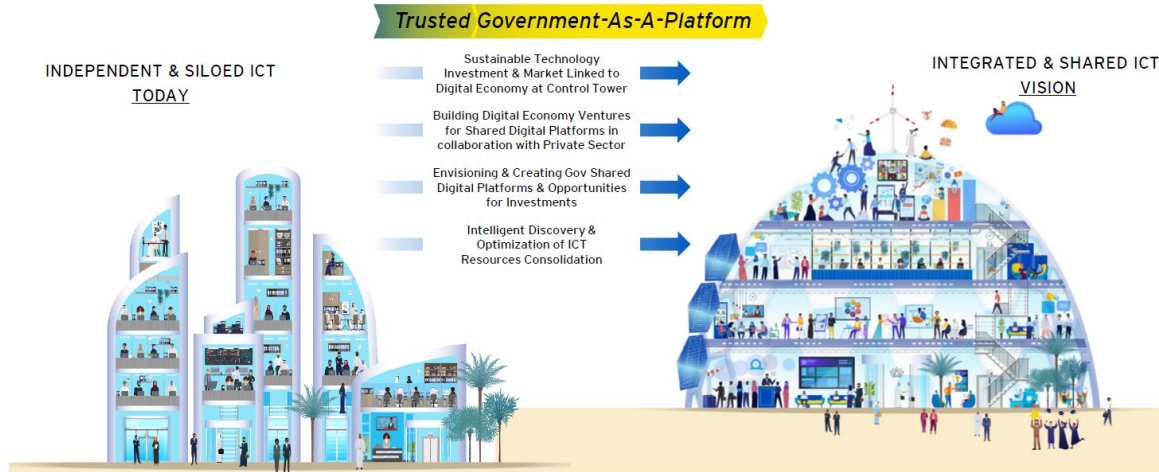 Trusted Government-As-A-Platform
INDEPENDENT & SILOED ICT
TODAY
Sustainable Technology
Investment & Market Linked to
Digital Economy at Control Tower
Building Digital Economy Ventures
for Shared Digital Platforms in
collaboration with Private Sector
Envisioning & Creating Gov Shared
Digital Platforms & Opportunities
for Investments
Intelligent Discovery &
Optimization of ICT
Resources Consolidation
INTEGRATED & SHARED ICT
VISION